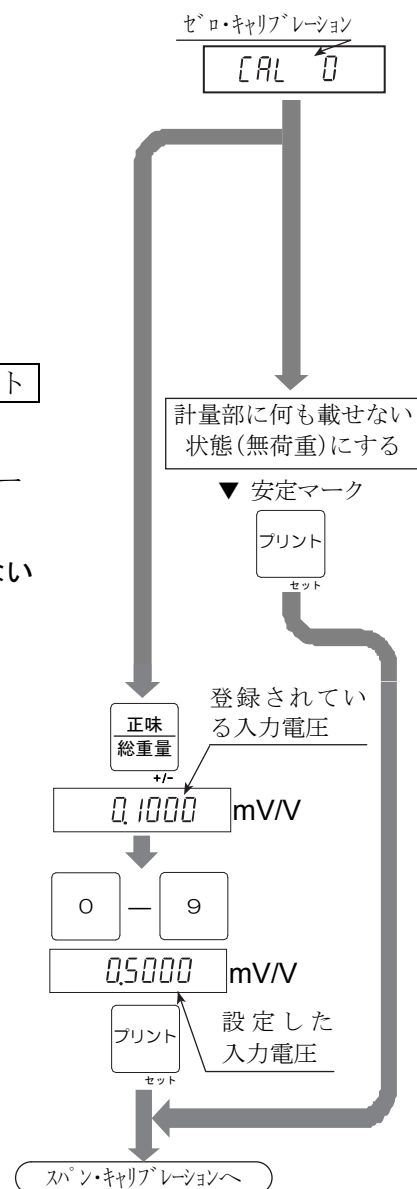 ゼロ・キャリブレーション
CAL 0
ト
計量部に何も載せない
状態(無荷重)にする
ー
▼ 安定マーク
ない
プリント
セット
登録されてい
る入力電圧
正味
総重量
+/-
0.1000 mV/V
0 — 9
0.5000 mV/V
プリント
セット
設定した
入力電圧
スパン・キャリブレーションへ